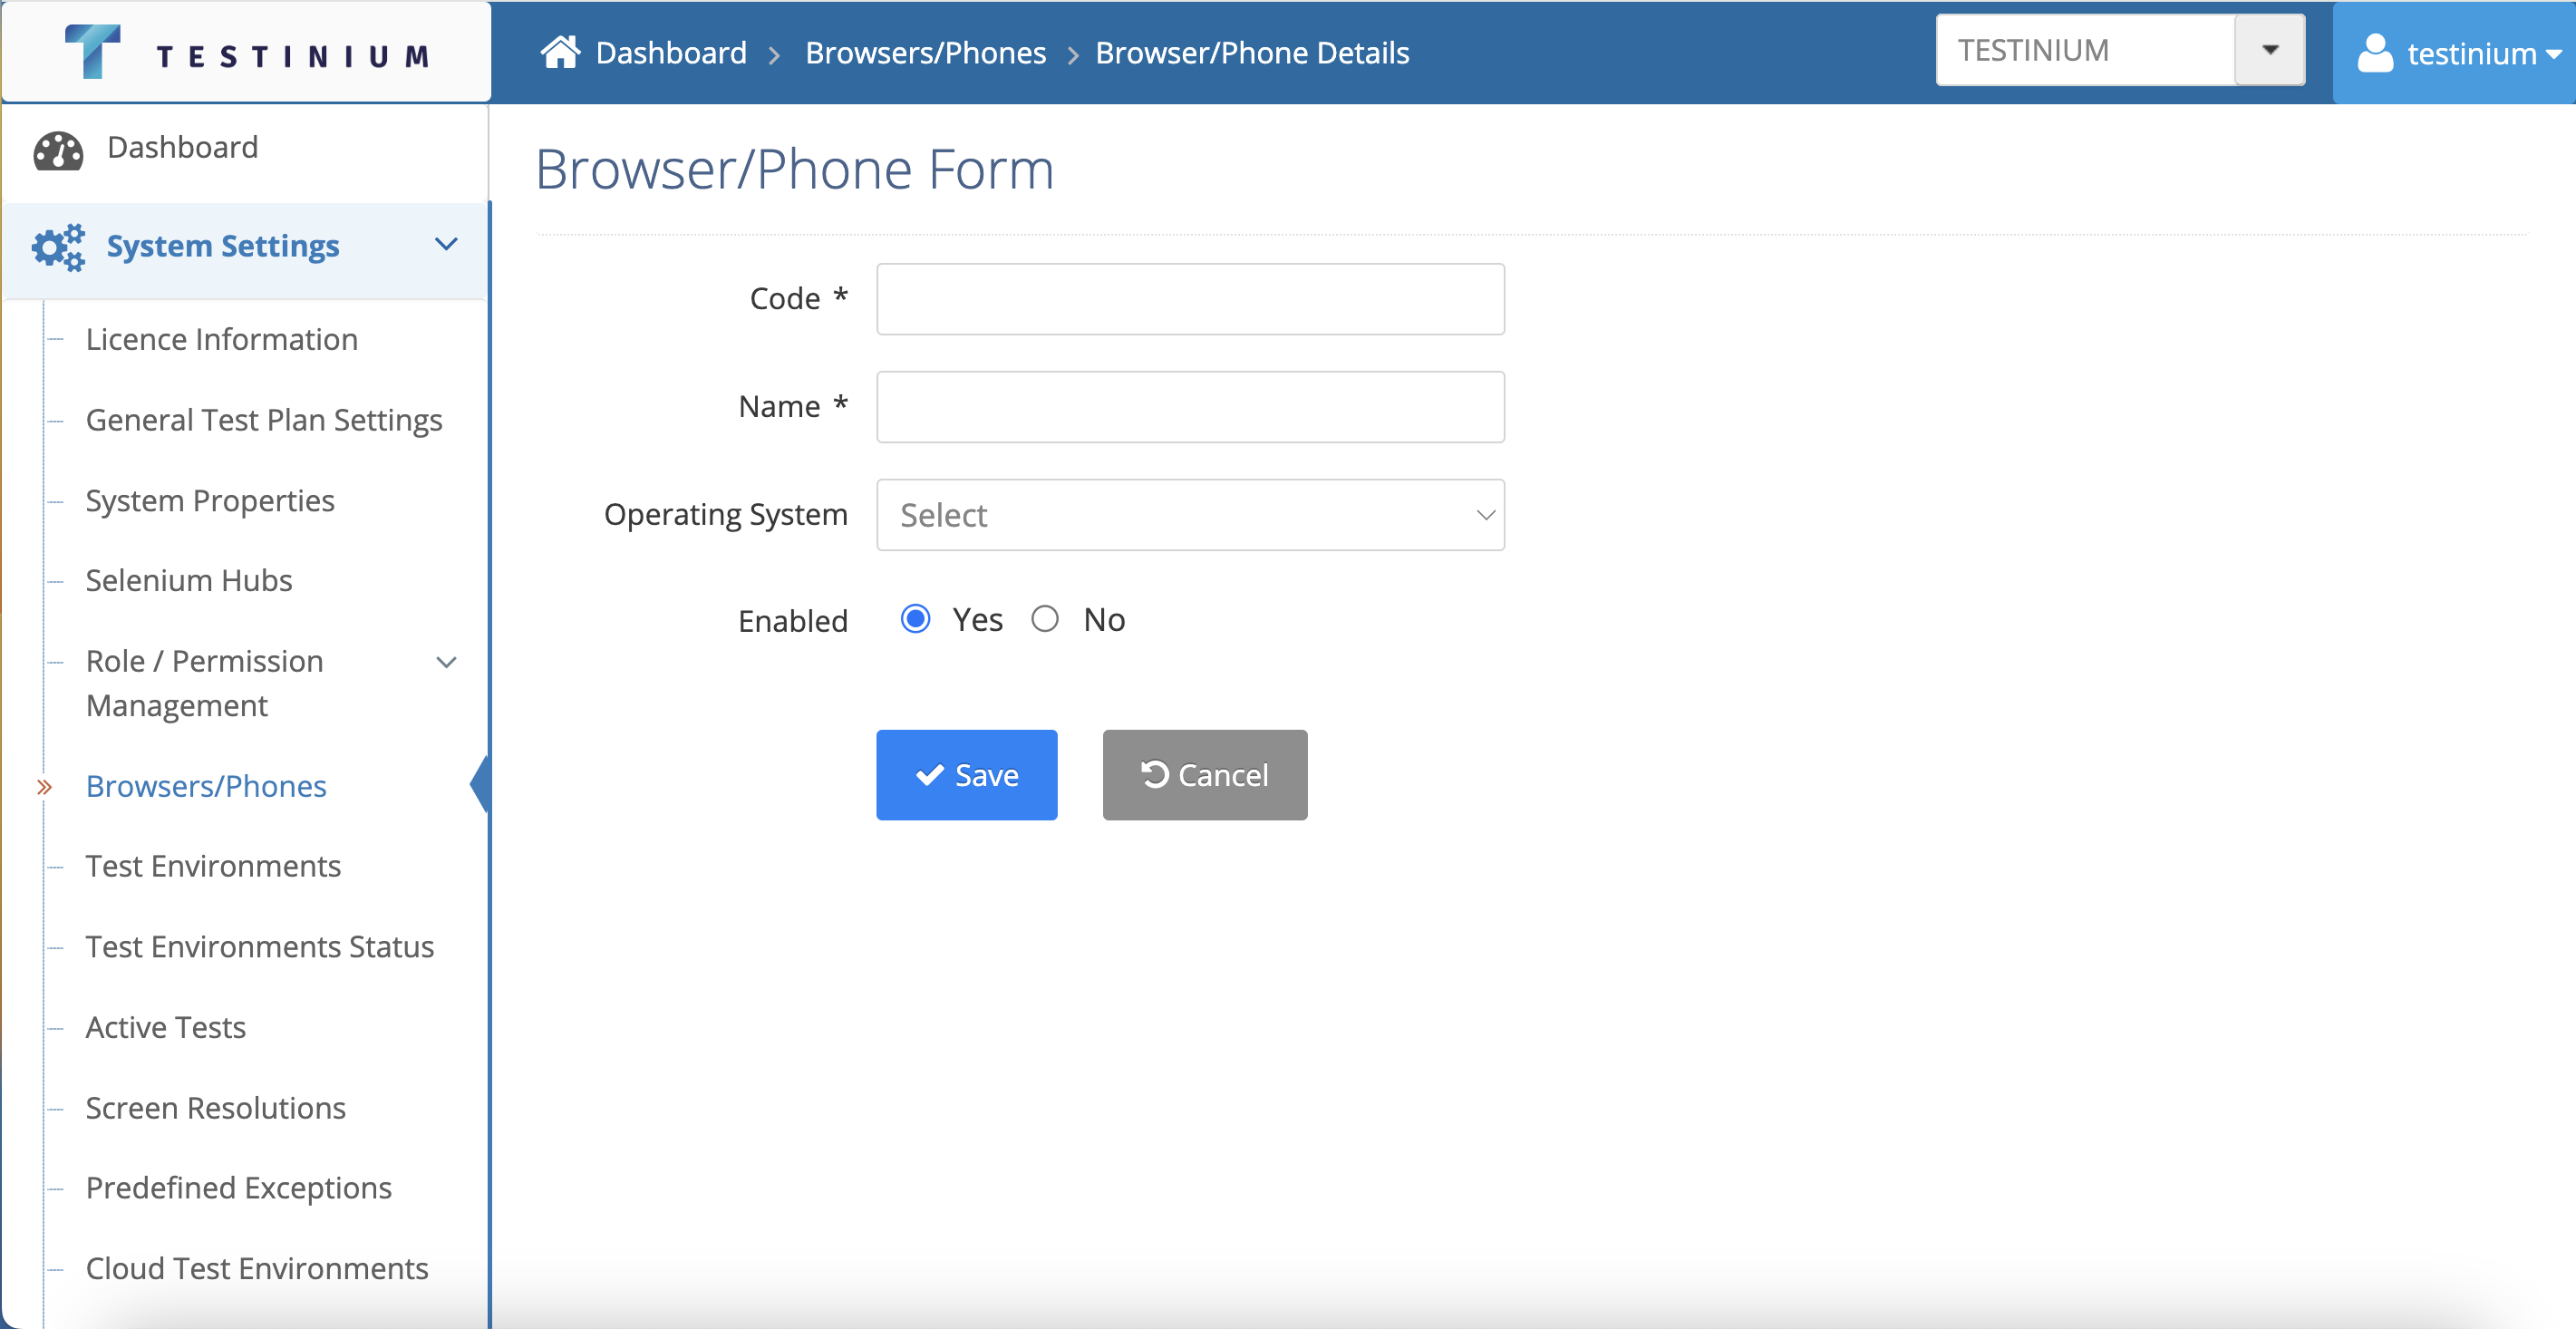 TESTINIUM
Dashboard
Browsers/Phones
Browser/Phone Details
TESTINIUM
testinium
Dashboard
System Settings
Licence Information
General Test Plan Settings
System Properties
Selenium Hubs
Role / Permission
Management
Browsers/Phones
Test Environments
Test Environments Status
Active Tests
Screen Resolutions
Predefined Exceptions
Cloud Test Environments
Browser/Phone Form
Code *
Name *
Operating System Select
Enabled Yes No
Save Cancel